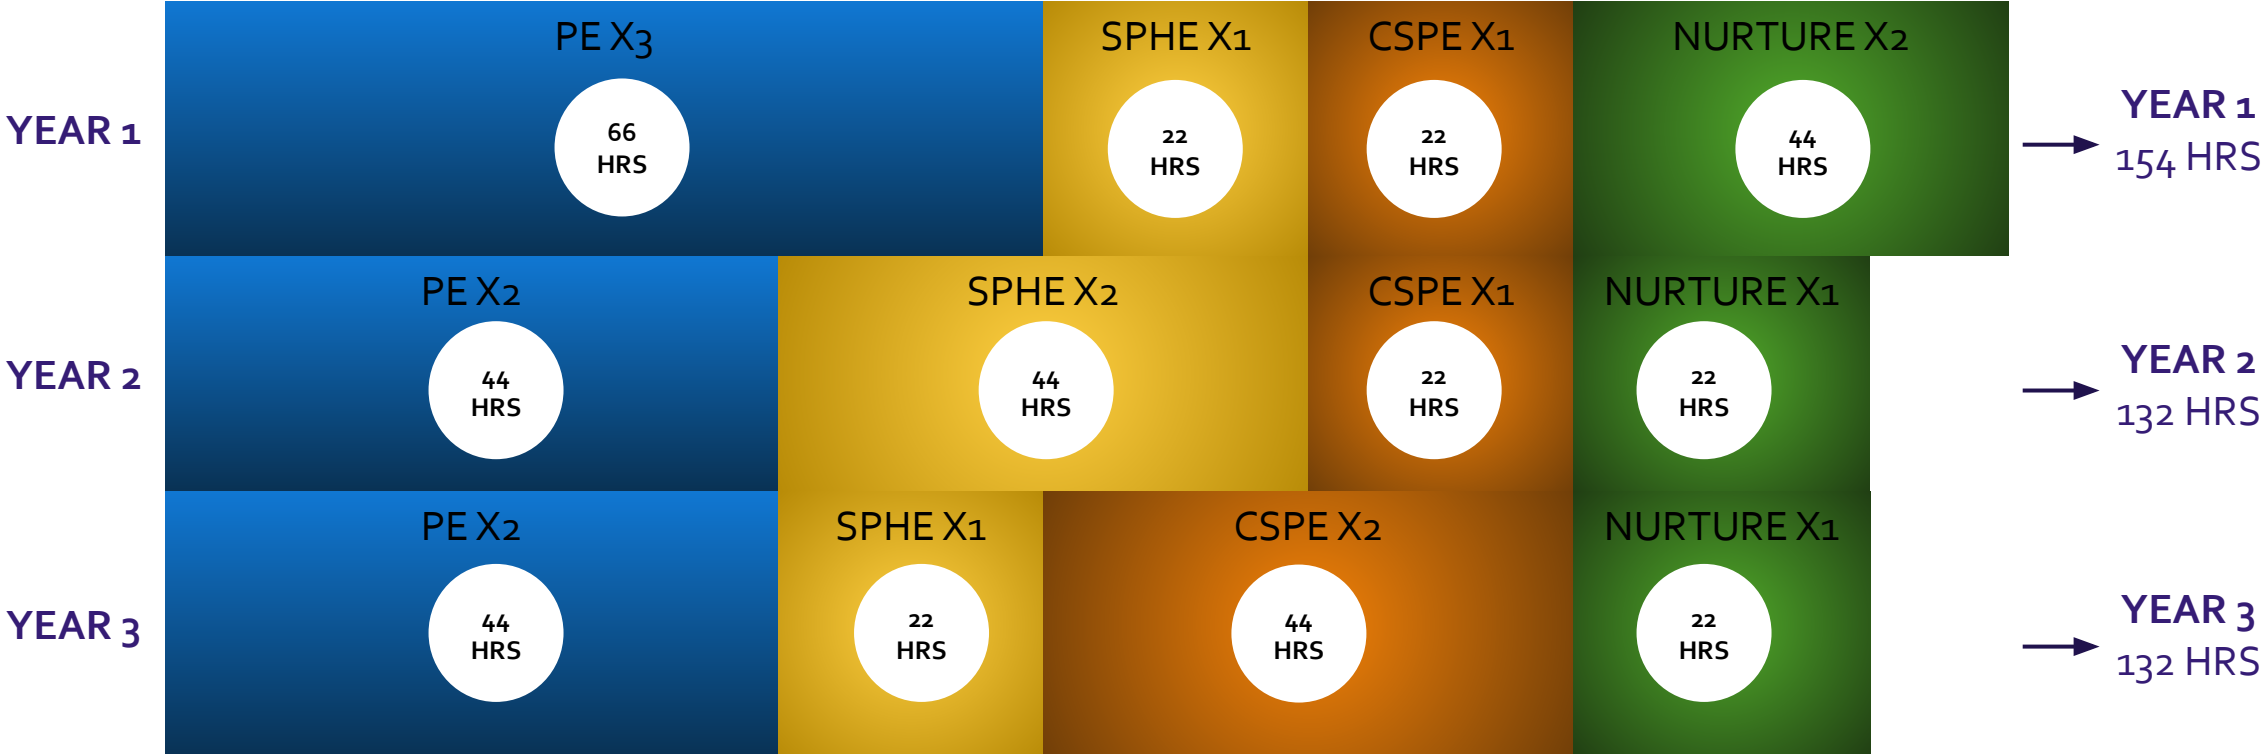 PE X3
SPHE X1
CSPE X1
NURTURE X2
YEAR 1
66
HRS
22
HRS
22
HRS
44
HRS
YEAR 1
154 HRS
PE X2
SPHE X2
CSPE X1
NURTURE X1
YEAR 2
44
HRS
44
HRS
22
HRS
22
HRS
YEAR 2
132 HRS
PE X2
SPHE X1
CSPE X2
NURTURE X1
YEAR 3
44
HRS
22
HRS
44
HRS
22
HRS
YEAR 3
132 HRS